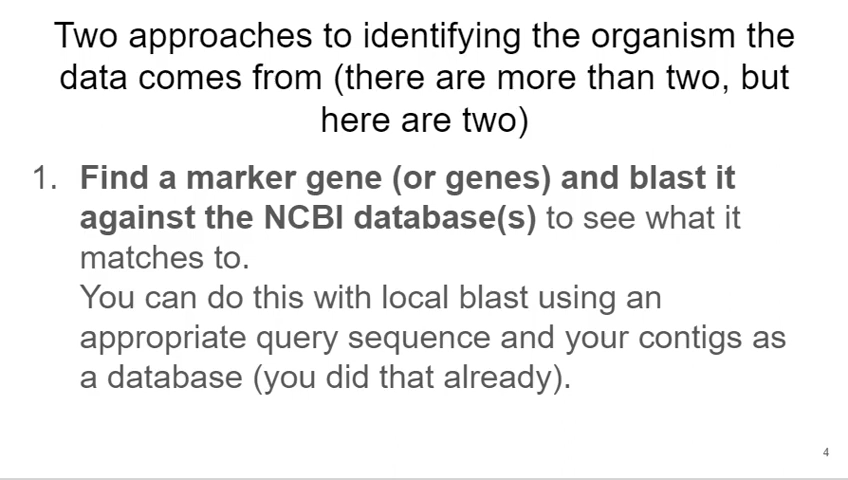 Two approaches to identifying the organism the
data comes from (there are more than two, but
here are two)
1. Find a marker gene (or genes) and blast it
against the NCBI database(s) to see what it
matches to.
You can do this with local blast using an
appropriate query sequence and your contigs as
a database (you did that already).
4